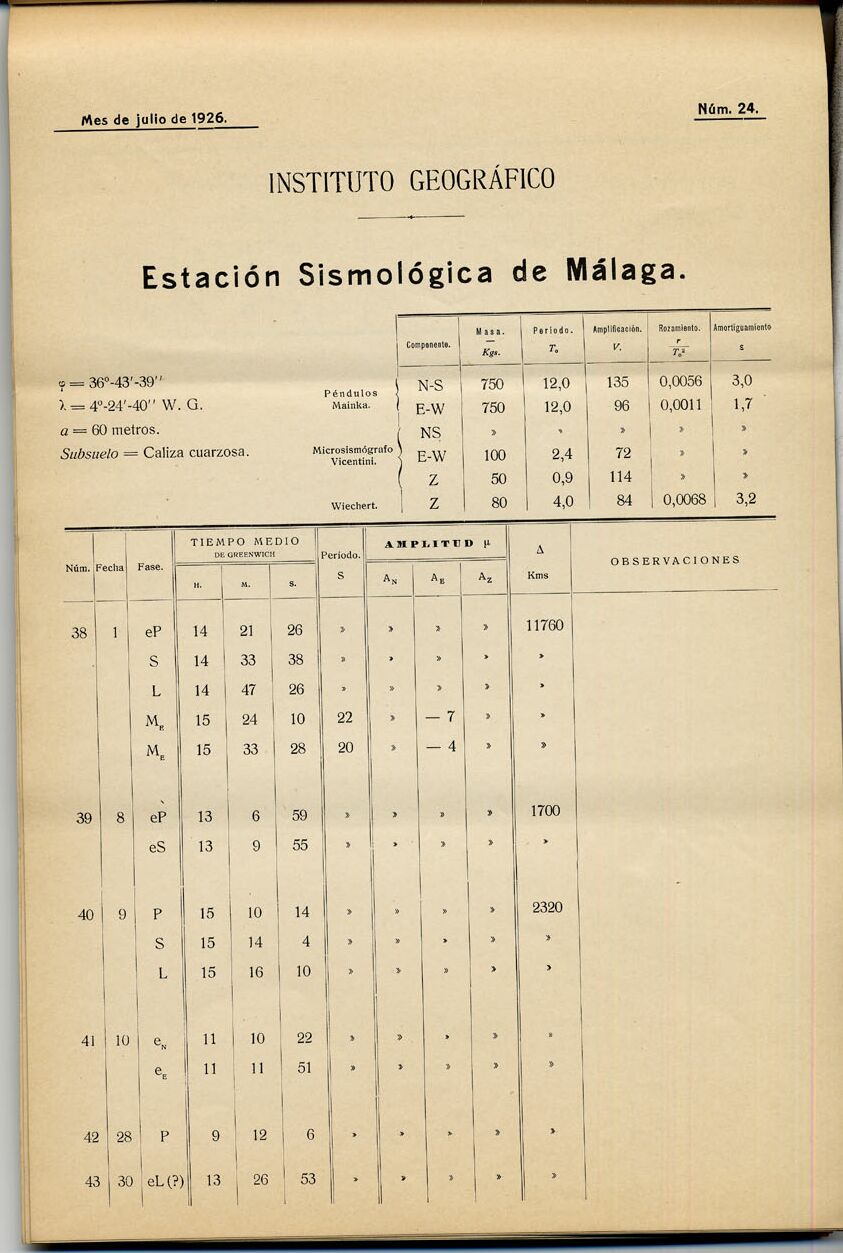 Mes de julio de 1926.
Núm. 24.
INSTITUTO GEOGRÁFICO
Estación Sismológica de Málaga.
Componente. Masa. Kgs. Periodo. T₀ Amplificación. V. Rozamiento. r/T₀² Amortiguamiento s
φ = 36º-43'-39''
λ = 4º-24'-40'' W. G.
a = 60 metros.
Subsuelo = Caliza cuarzosa.
Péndulos Mainka.
N-S 750 12,0 135 0,0056 3,0
E-W 750 12,0 96 0,0011 1,7
Microsismógrafo Vicentini.
NS » » » » »
E-W 100 2,4 72 » »
Z 50 0,9 114 » »
Wiechert. Z 80 4,0 84 0,0068 3,2
Núm. Fecha Fase. TIEMPO MEDIO DE GREENWICH Período. AMPLITUD µ Δ OBSERVACIONES
H. M. S. S A_N A_E A_Z Kms
38 1 eP 14 21 26 » » » » 11760
S 14 33 38 » » » » »
L 14 47 26 » » » » »
M_E 15 24 10 22 » — 7 » »
M_E 15 33 28 20 » — 4 » »
39 8 eP 13 6 59 » » » » 1700
eS 13 9 55 » » » » »
40 9 P 15 10 14 » » » » 2320
S 15 14 4 » » » » »
L 15 16 10 » » » » »
41 10 e_N 11 10 22 » » » » »
e_E 11 11 51 » » » » »
42 28 P 9 12 6 » » » » »
43 30 eL (?) 13 26 53 » » » » »